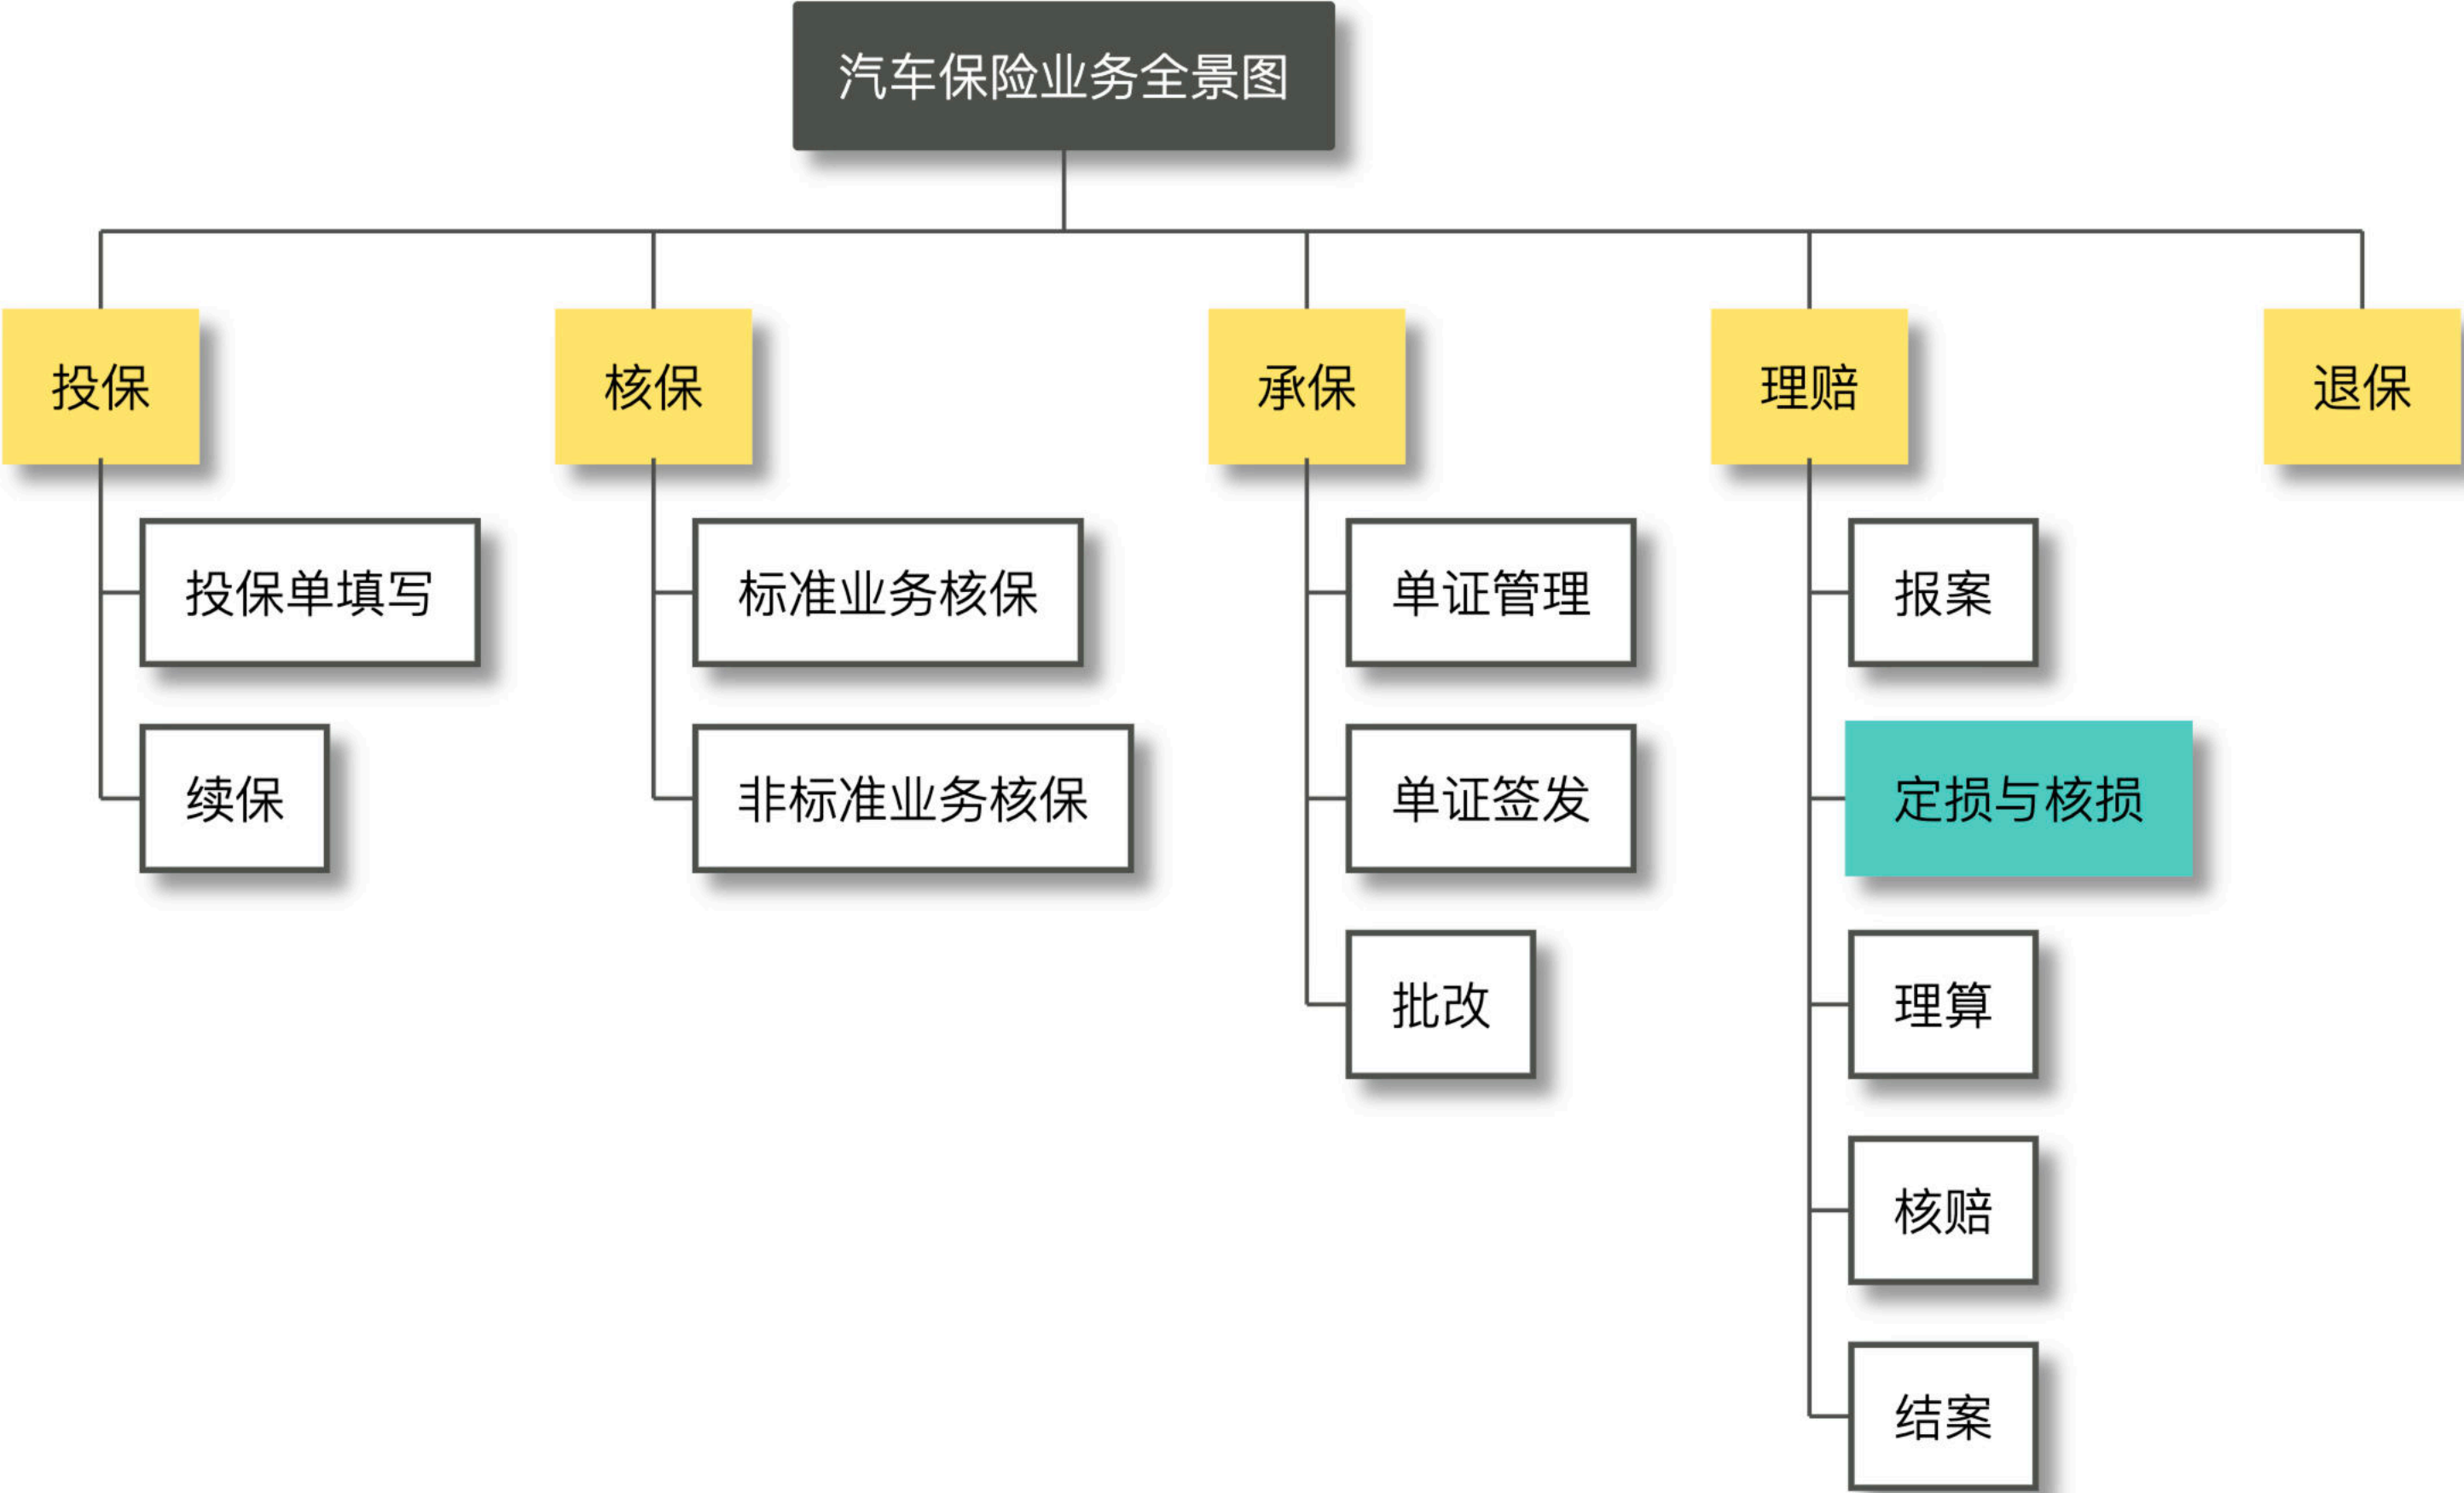 汽车保险业务全景图
投保
核保
承保
理赔
退保
投保单填写
续保
标准业务核保
非标准业务核保
单证管理
单证签发
批改
报案
定损与核损
理算
核赔
结案